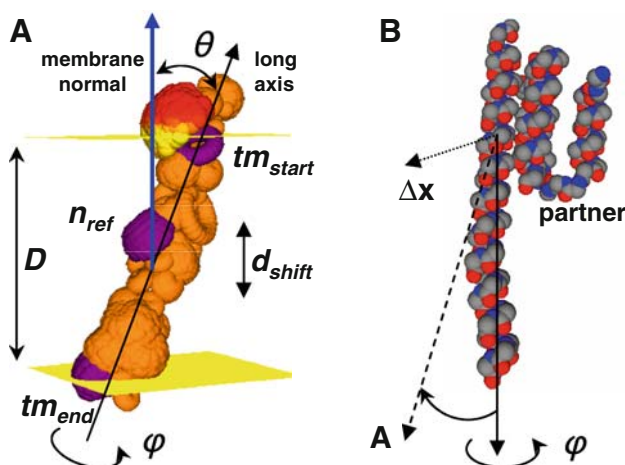 A
membrane normal
θ
long axis
tm_start
n_ref
D
d_shift
tm_end
φ
B
Δx
partner
A
φ